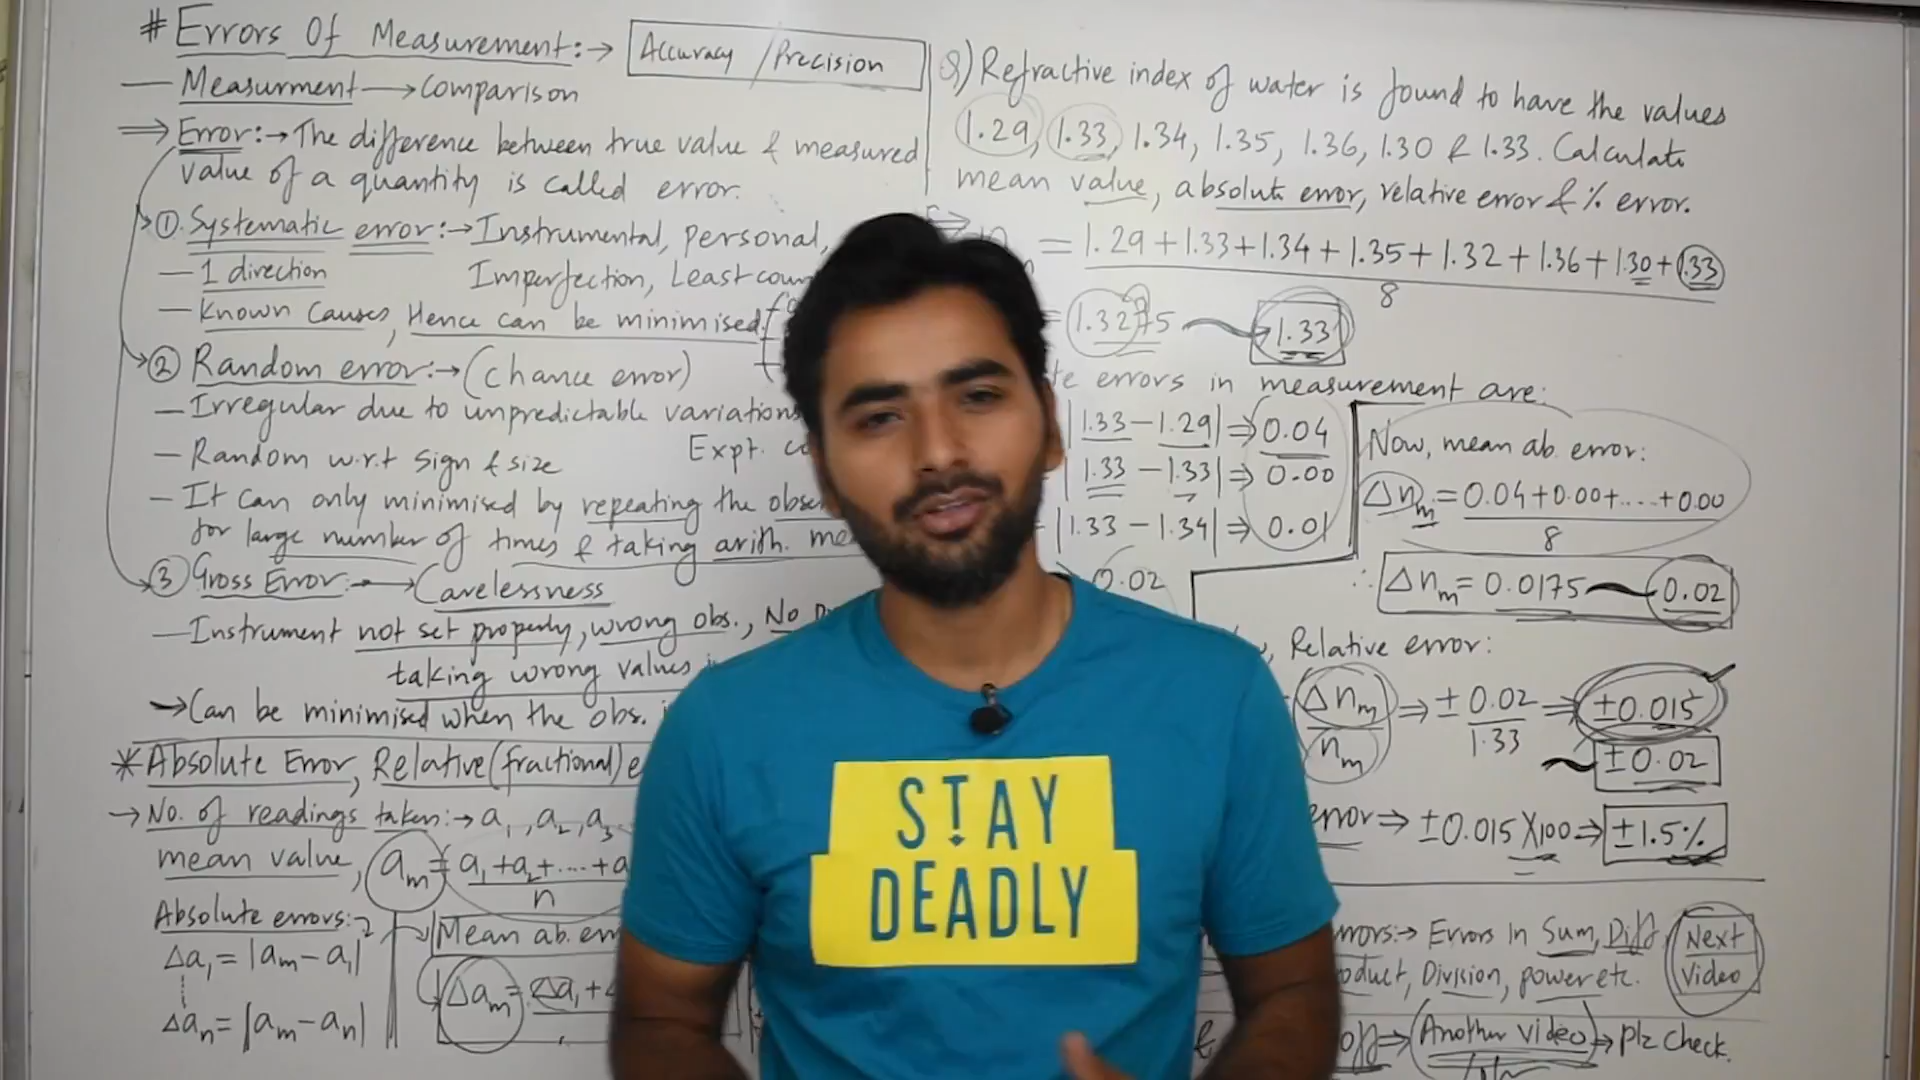 # Errors Of Measurement:→ Accuracy / Precision
— Measurment → Comparison
⇒ Error:→ The difference between true value & measured
value of a quantity is called error.
① Systematic error:→ Instrumental, personal,
— 1 direction Imperfection, Least coun
— Known Causes, Hence can be minimised.
② Random error:→ (Chance error)
— Irregular due to unpredictable variations
— Random w.r.t sign & size Expt. co
— It can only minimised by repeating the obse
for large number of times & taking arith. me
③ Gross Error:→ Carelessness
— Instrument not set properly, wrong obs., No
taking wrong values
→ Can be minimised when the obs.
* Absolute Error, Relative (fractional) e
→ No. of readings taken:→ a₁, a₂, a₃
mean value, aₘ = a₁+a₂+....+a
n
Absolute errors:→
Δa₁ = |aₘ − a₁|
Δaₙ = |aₘ − aₙ|
Mean ab. err
Δaₘ = Δa₁ +
Q) Refractive index of water is found to have the values
1.29, 1.33, 1.34, 1.35, 1.36, 1.30 & 1.33. Calculate
mean value, absolute error, relative error & % error.
= 1.29 + 1.33 + 1.34 + 1.35 + 1.32 + 1.36 + 1.30 + 1.33
8
= 1.3275 → 1.33
te errors in measurement are:
|1.33 − 1.29| ⇒ 0.04
|1.33 − 1.33| ⇒ 0.00
|1.33 − 1.34| ⇒ 0.01
0.02
Now, mean ab. error:
Δnₘ = 0.04+0.00+....+0.00
8
∴ Δnₘ = 0.0175 ~ 0.02
, Relative error:
Δnₘ ⇒ ± 0.02 ⇒ ±0.015
nₘ 1.33
~ ±0.02
error ⇒ ±0.015 ×100 ⇒ ±1.5%
rrors:→ Errors in Sum, Diff. Next
oduct, Division, power etc. Video
off ⇒ Another video → plz check.
STAY
DEADLY